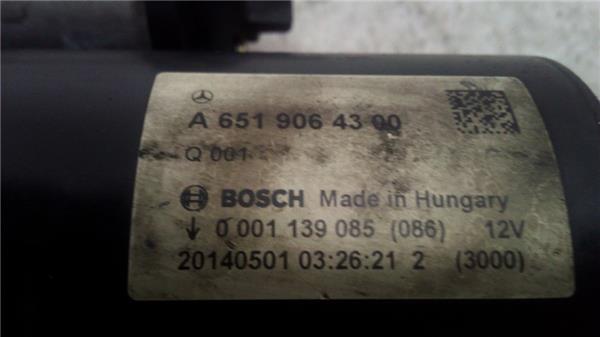 A 651 906 43 00
Q 001
BOSCH Made in Hungary
0 001 139 085 (086) 12V
20140501 03:26:21 2 (3000)